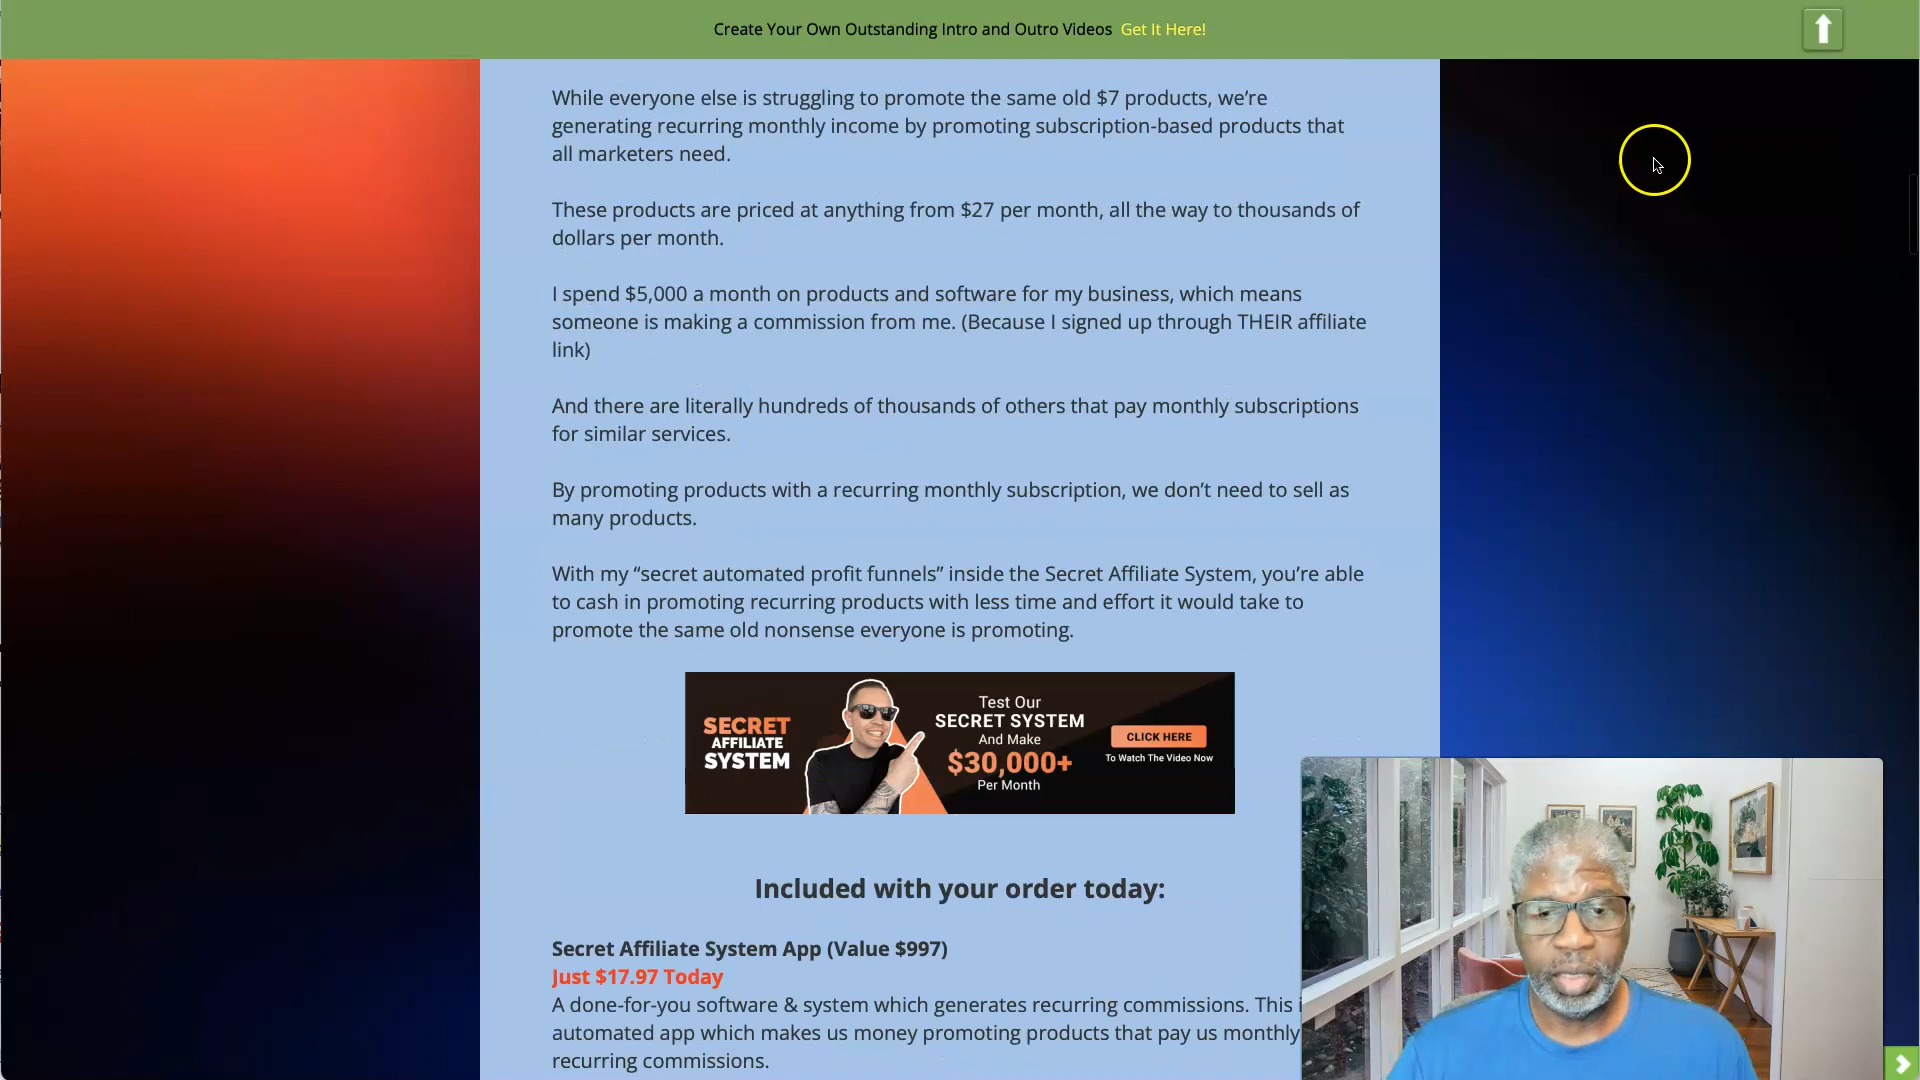 Create Your Own Outstanding Intro and Outro Videos Get It Here!
While everyone else is struggling to promote the same old $7 products, we’re
generating recurring monthly income by promoting subscription-based products that
all marketers need.
These products are priced at anything from $27 per month, all the way to thousands of
dollars per month.
I spend $5,000 a month on products and software for my business, which means
someone is making a commission from me. (Because I signed up through THEIR affiliate
link)
And there are literally hundreds of thousands of others that pay monthly subscriptions
for similar services.
By promoting products with a recurring monthly subscription, we don’t need to sell as
many products.
With my “secret automated profit funnels” inside the Secret Affiliate System, you’re able
to cash in promoting recurring products with less time and effort it would take to
promote the same old nonsense everyone is promoting.
SECRET
AFFILIATE
SYSTEM
Test Our
SECRET SYSTEM
And Make
$30,000+
Per Month
CLICK HERE
To Watch The Video Now
Included with your order today:
Secret Affiliate System App (Value $997)
Just $17.97 Today
A done-for-you software & system which generates recurring commissions. This
automated app which makes us money promoting products that pay us monthly
recurring commissions.